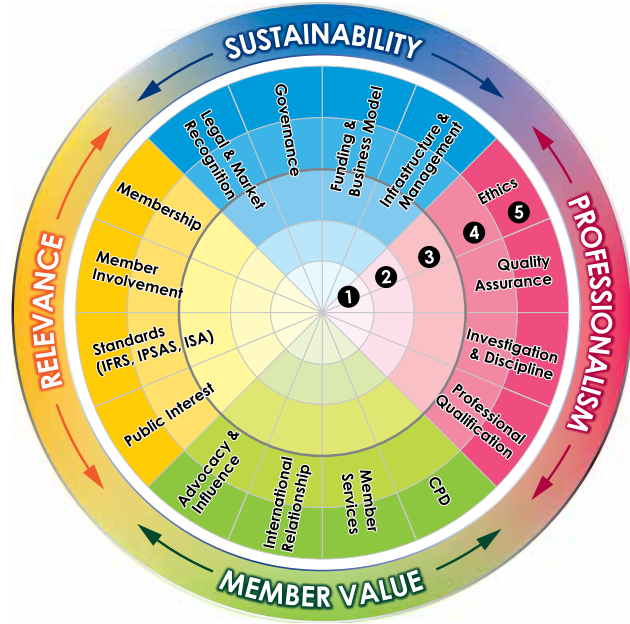 SUSTAINABILITY
Legal & Market
Recognition
Governance
Funding &
Business Model
Infrastructure &
Management
PROFESSIONALISM
Ethics
Quality
Assurance
Investigation
& Discipline
Professional
Qualification
1
2
3
4
5
MEMBER VALUE
CPD
Member
Services
International
Relationship
Advocacy &
Influence
RELEVANCE
Public Interest
Standards
(IFRS, IPSAS, ISA)
Member
Involvement
Membership